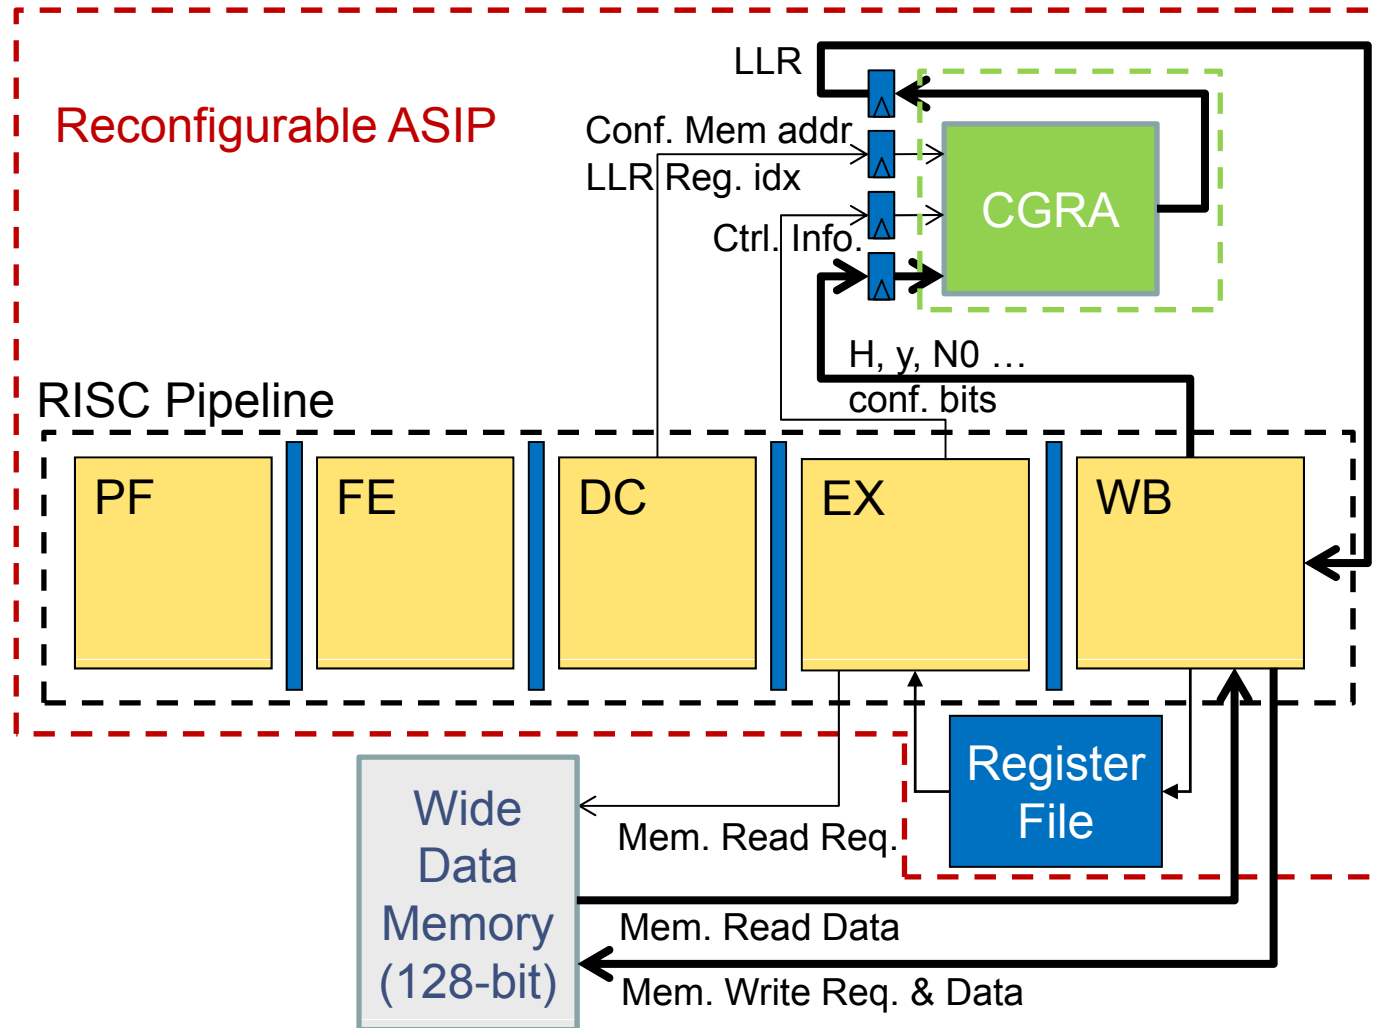 LLR
Reconfigurable ASIP
Conf. Mem addr
LLR Reg. idx
CGRA
Ctrl. Info.
H, y, N0 ...
conf. bits
RISC Pipeline
PF
FE
DC
EX
WB
Register
File
Wide
Data
Memory
(128-bit)
Mem. Read Req.
Mem. Read Data
Mem. Write Req. & Data